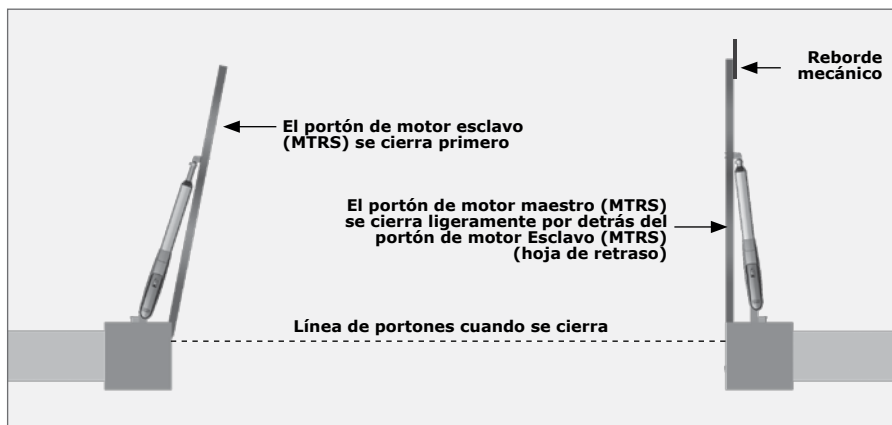 Reborde
mecánico
El portón de motor esclavo
(MTRS) se cierra primero
El portón de motor maestro (MTRS)
se cierra ligeramente por detrás del
portón de motor Esclavo (MTRS)
(hoja de retraso)
Línea de portones cuando se cierra